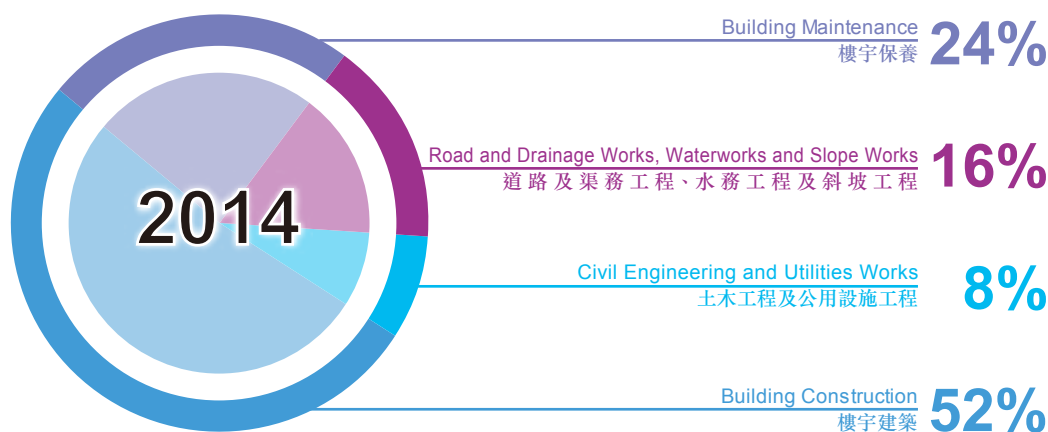 Building Maintenance
樓宇保養
24%
Road and Drainage Works, Waterworks and Slope Works
道路及渠務工程、水務工程及斜坡工程
16%
2014
Civil Engineering and Utilities Works
土木工程及公用設施工程
8%
Building Construction
樓宇建築
52%